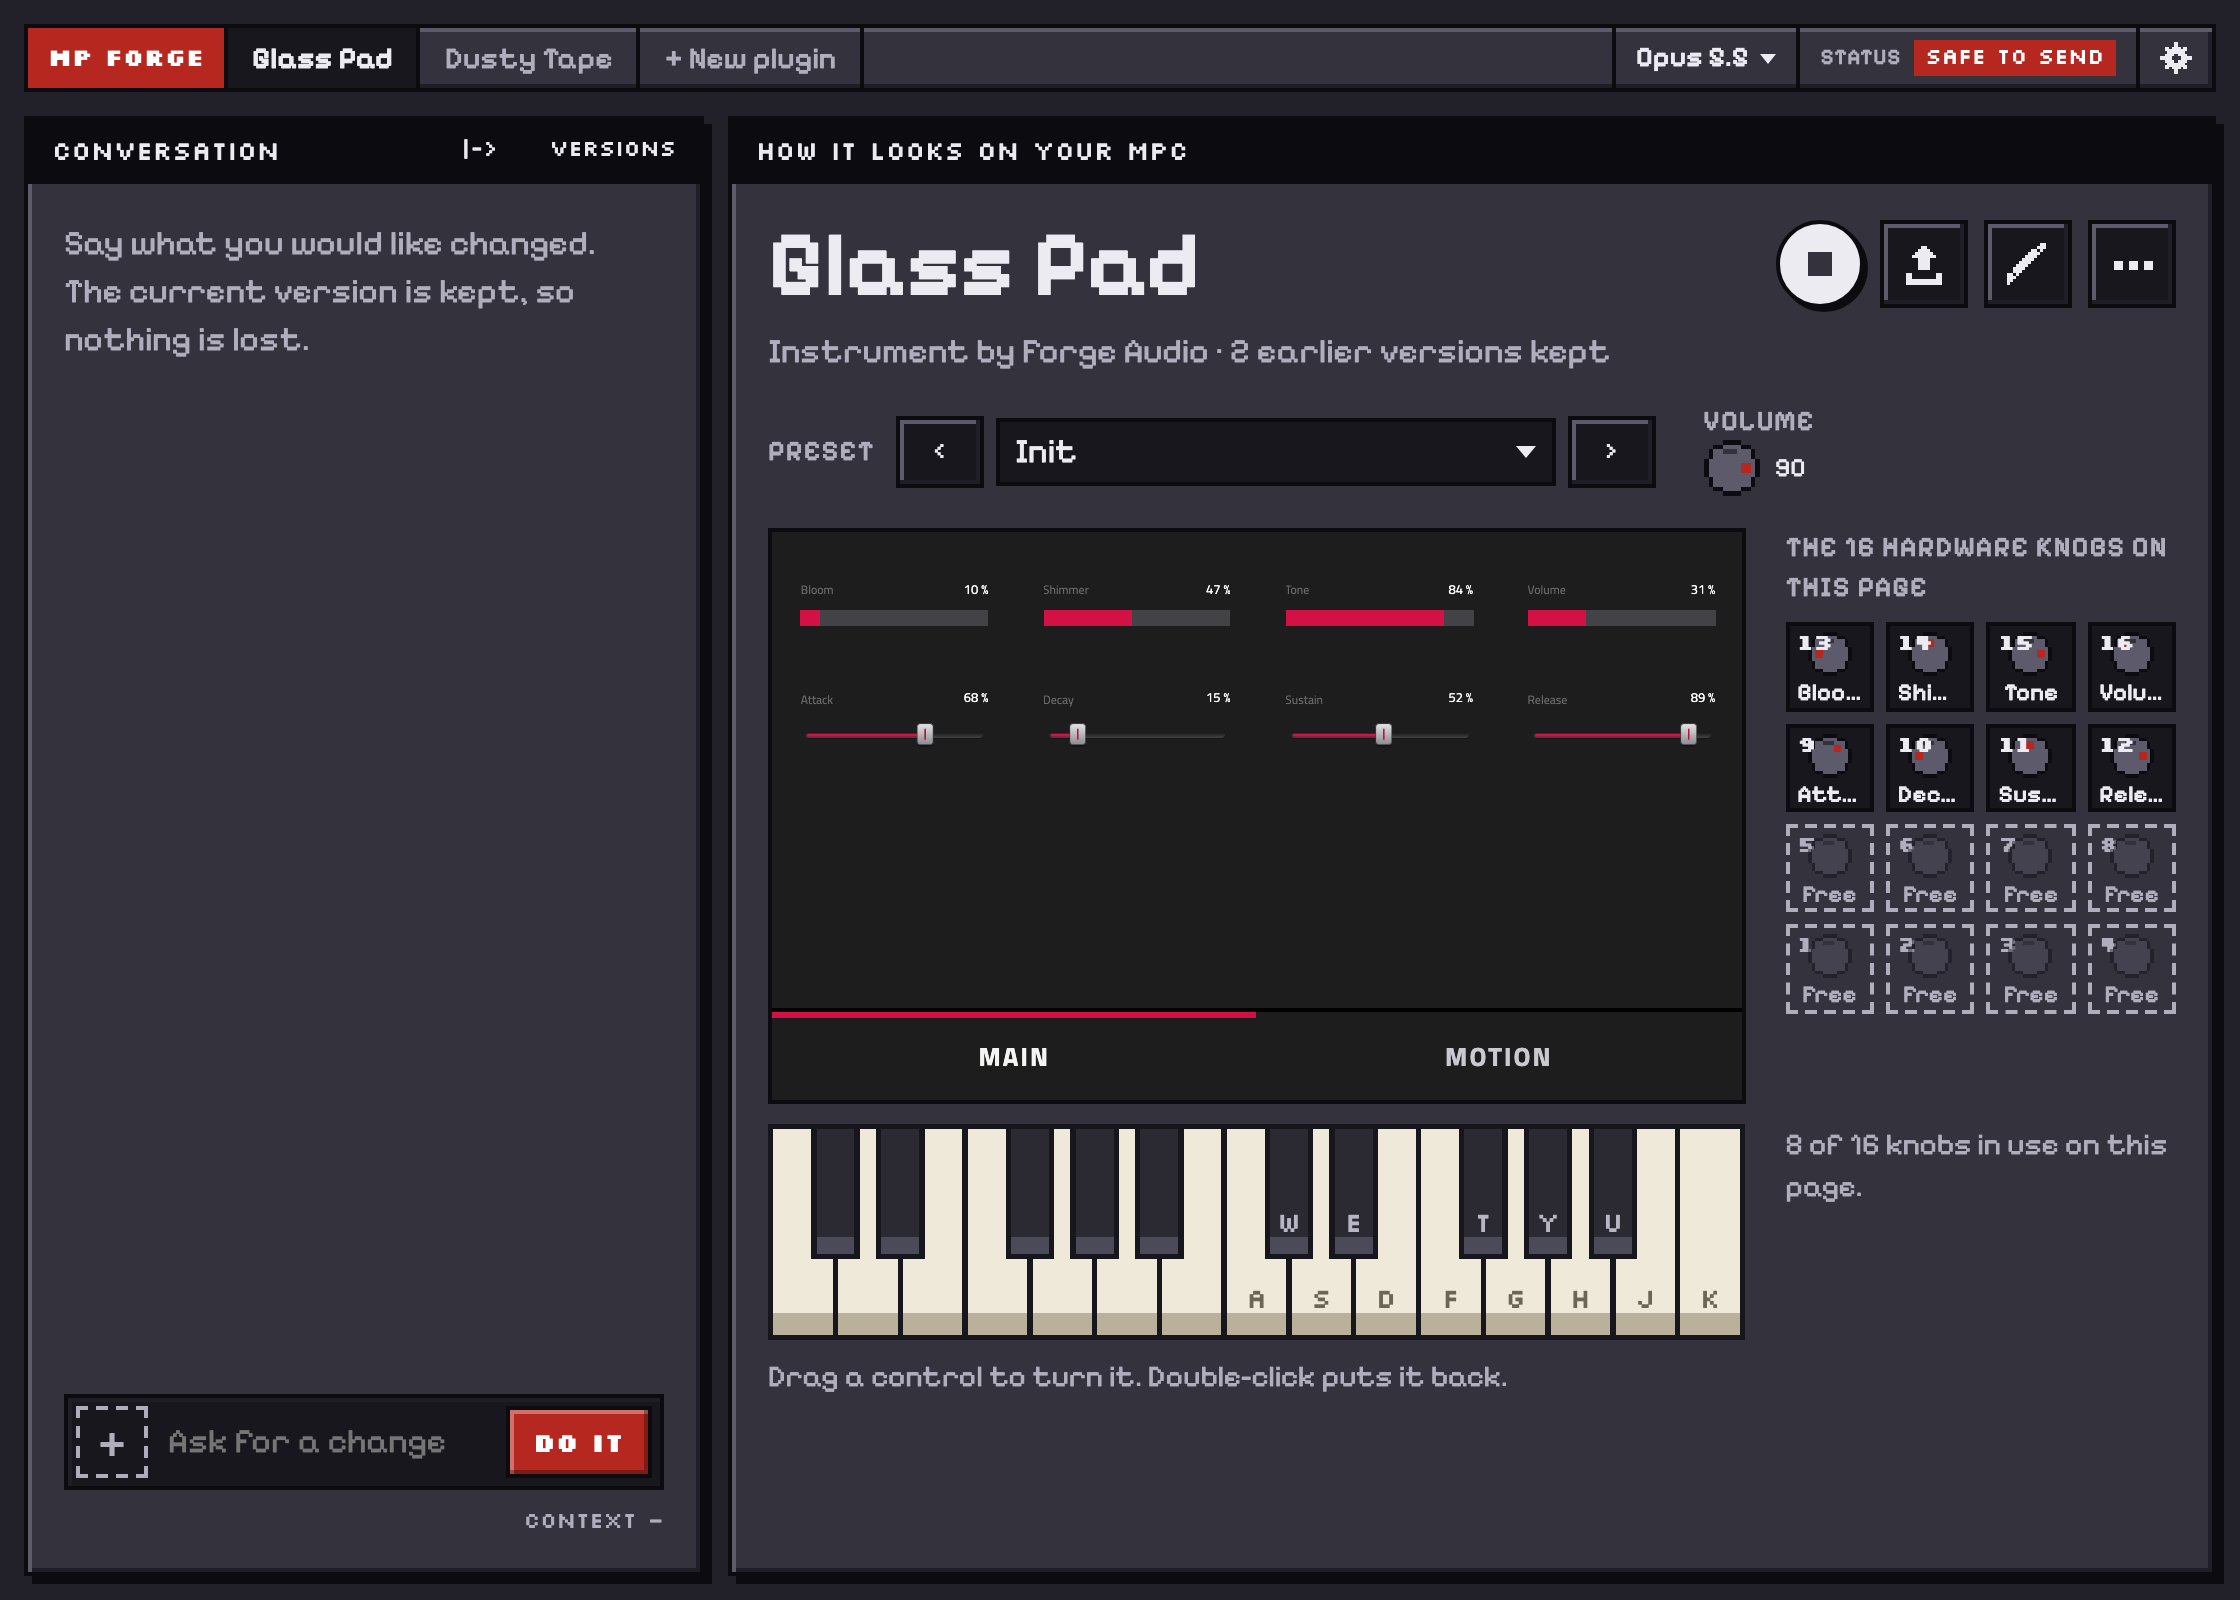 MP FORGE
Glass Pad
Dusty Tape
+ New plugin
Opus 8.8
STATUS
SAFE TO SEND
CONVERSATION
|->
VERSIONS
Say what you would like changed.
The current version is kept, so
nothing is lost.
+
Ask for a change
DO IT
CONTEXT –
HOW IT LOOKS ON YOUR MPC
Glass Pad
Instrument by Forge Audio · 2 earlier versions kept
PRESET
<
Init
>
VOLUME
90
Bloom 10 %
Shimmer 47 %
Tone 84 %
Volume 31 %
Attack 68 %
Decay 15 %
Sustain 52 %
Release 89 %
MAIN
MOTION
THE 16 HARDWARE KNOBS ON
THIS PAGE
13 14 15 16
Bloo... Shi... Tone Volu...
9 10 11 12
Att... Dec... Sus... Rele...
5 6 7 8
Free Free Free Free
1 2 3 4
Free Free Free Free
8 of 16 knobs in use on this
page.
W E T Y U
A S D F G H J K
Drag a control to turn it. Double-click puts it back.